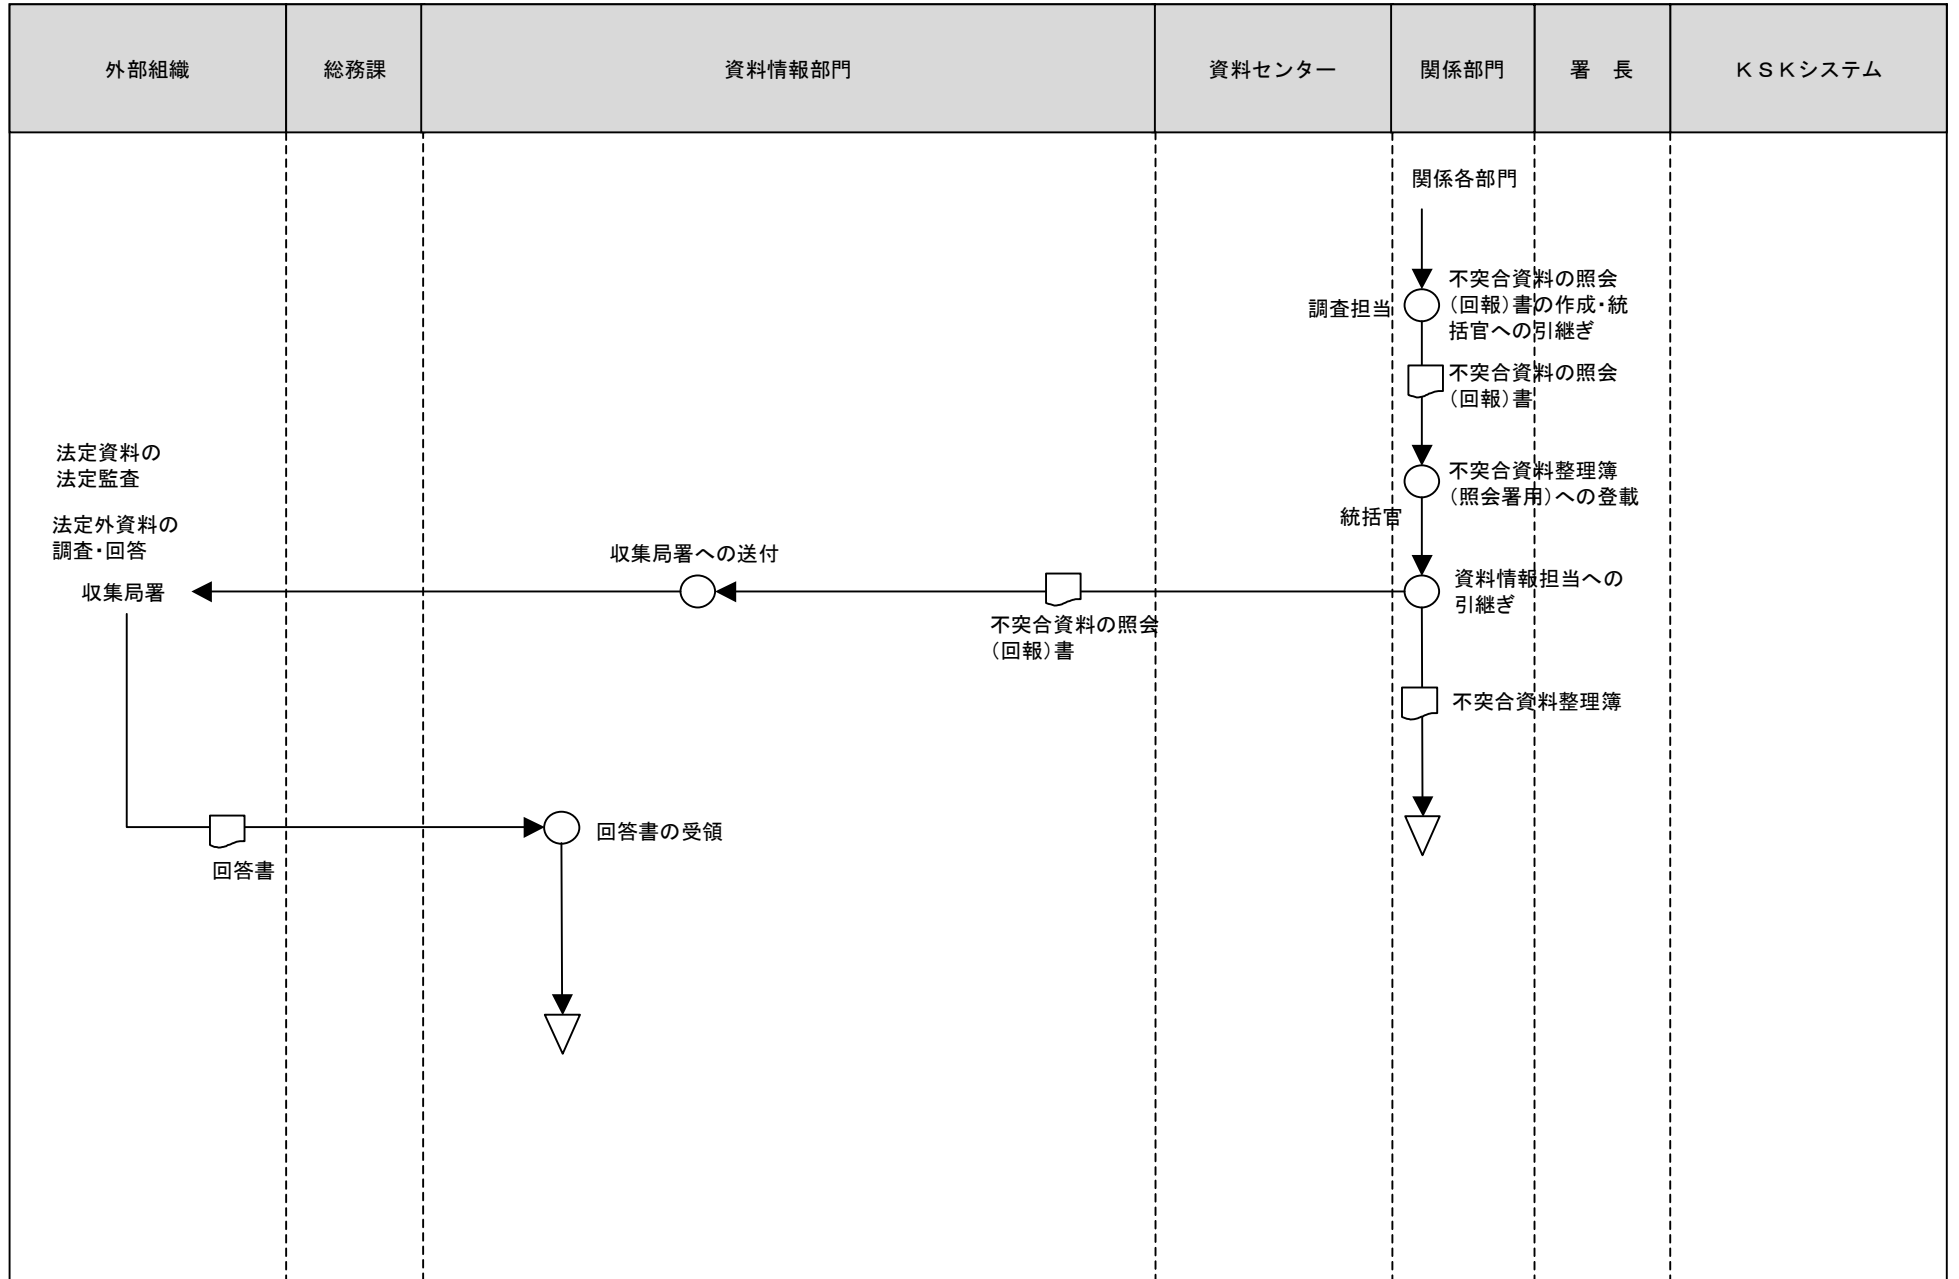 外部組織
総務課
資料情報部門
資料センター
関係部門
署　長
ＫＳＫシステム
関係各部門
調査担当
不突合資料の照会
（回報）書の作成・統
括官への引継ぎ
不突合資料の照会
（回報）書
法定資料の
法定監査
不突合資料整理簿
（照会署用）への登載
統括官
法定外資料の
調査・回答
収集局署への送付
収集局署
資料情報担当への
引継ぎ
不突合資料の照会
（回報）書
不突合資料整理簿
回答書の受領
回答書